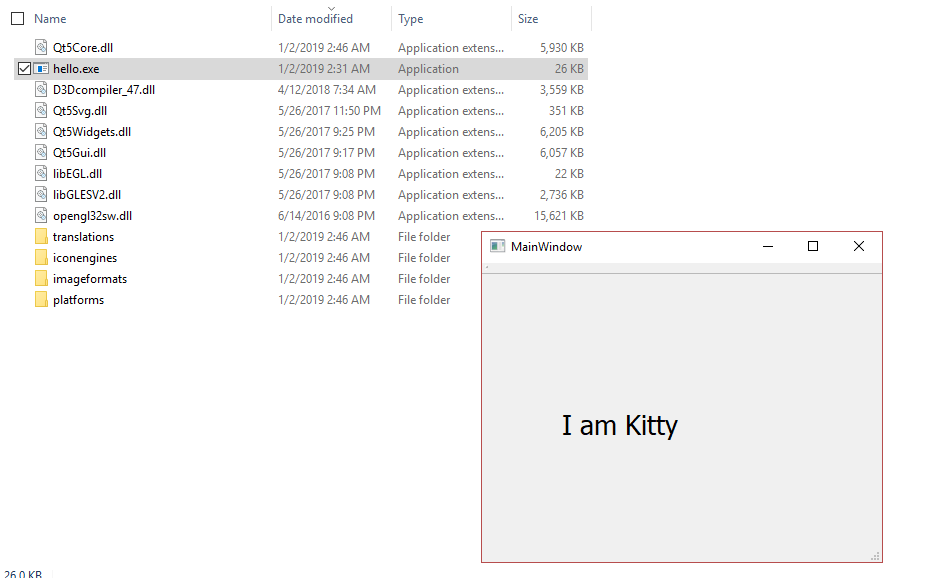 Name Date modified Type Size
Qt5Core.dll 1/2/2019 2:46 AM Application extens... 5,930 KB
hello.exe 1/2/2019 2:31 AM Application 26 KB
D3Dcompiler_47.dll 4/12/2018 7:34 AM Application extens... 3,559 KB
Qt5Svg.dll 5/26/2017 11:50 PM Application extens... 351 KB
Qt5Widgets.dll 5/26/2017 9:25 PM Application extens... 6,205 KB
Qt5Gui.dll 5/26/2017 9:17 PM Application extens... 6,057 KB
libEGL.dll 5/26/2017 9:08 PM Application extens... 22 KB
libGLESV2.dll 5/26/2017 9:08 PM Application extens... 2,736 KB
opengl32sw.dll 6/14/2016 9:08 PM Application extens... 15,621 KB
translations 1/2/2019 2:46 AM File folder
iconengines 1/2/2019 2:46 AM File folder
imageformats 1/2/2019 2:46 AM File folder
platforms 1/2/2019 2:46 AM File folder
MainWindow
I am Kitty
26.0 KB